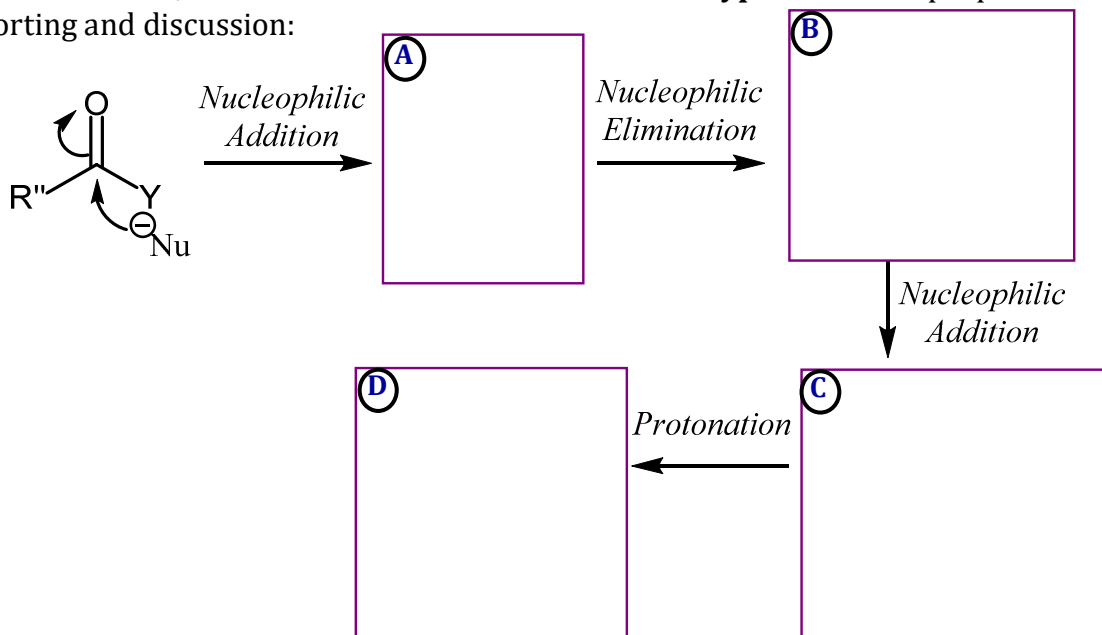 orting and discussion:
A
B
Nucleophilic
Addition
Nucleophilic
Elimination
O
R"
Y
−
Nu
Nucleophilic
Addition
D
C
Protonation